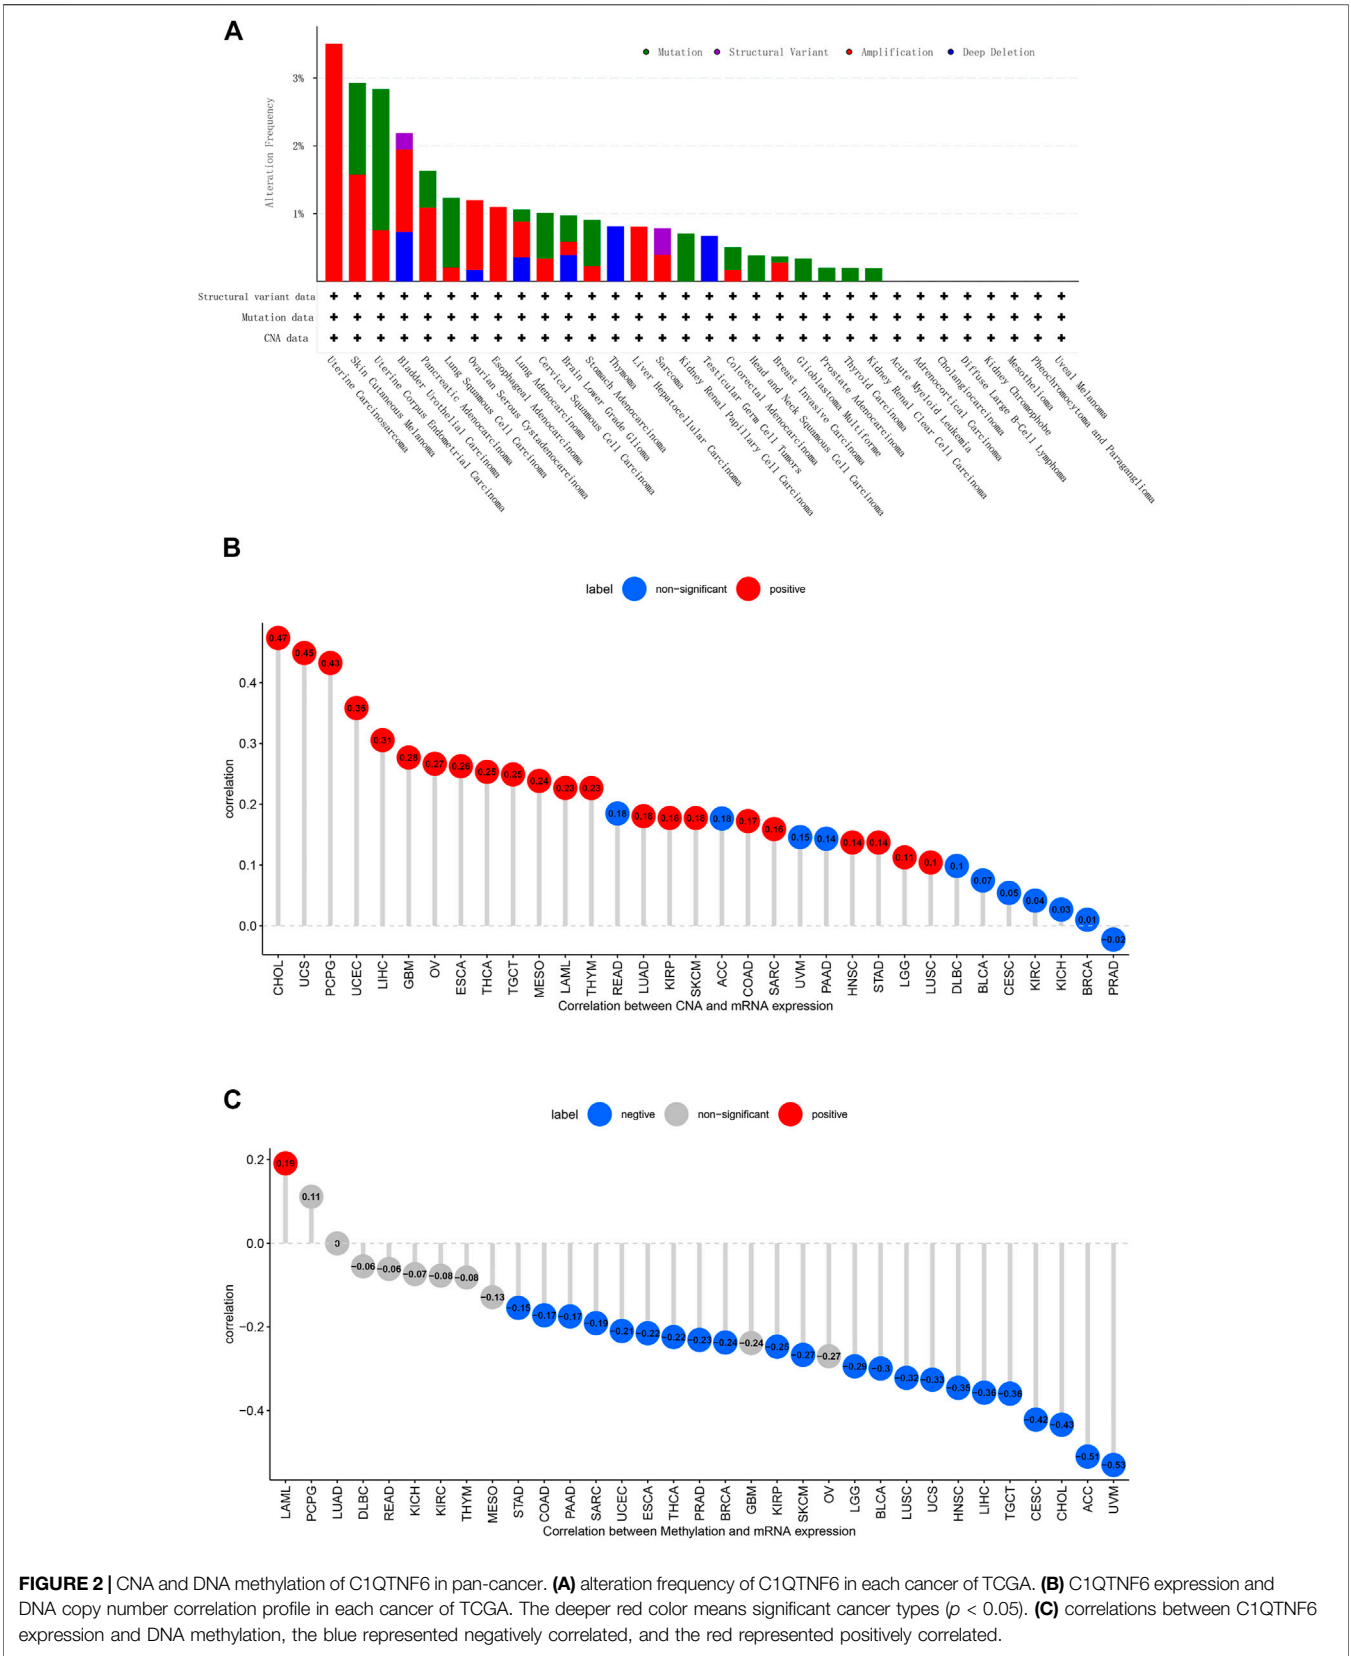 A
Mutation Structural Variant Amplification Deep Deletion
Alteration Frequency
3%
2%
1%
Structural variant data + + + + + + + + + + + + + + + + + + + + + + + + + + + + + + + +
Mutation data + + + + + + + + + + + + + + + + + + + + + + + + + + + + + + + +
CNA data + + + + + + + + + + + + + + + + + + + + + + + + + + + + + + + +
Uterine Carcinosarcoma
Skin Cutaneous Melanoma
Uterine Corpus Endometrial Carcinoma
Bladder Urothelial Carcinoma
Pancreatic Adenocarcinoma
Lung Squamous Cell Carcinoma
Ovarian Serous Cystadenocarcinoma
Esophageal Adenocarcinoma
Lung Adenocarcinoma
Cervical Squamous Cell Carcinoma
Brain Lower Grade Glioma
Stomach Adenocarcinoma
Thymoma
Liver Hepatocellular Carcinoma
Sarcoma
Kidney Renal Papillary Cell Carcinoma
Testicular Germ Cell Tumors
Colorectal Adenocarcinoma
Head and Neck Squamous Cell Carcinoma
Breast Invasive Carcinoma
Glioblastoma Multiforme
Prostate Adenocarcinoma
Thyroid Carcinoma
Kidney Renal Clear Cell Carcinoma
Acute Myeloid Leukemia
Adrenocortical Carcinoma
Cholangiocarcinoma
Diffuse Large B-Cell Lymphoma
Kidney Chromophobe
Mesothelioma
Pheochromocytoma and Paraganglioma
Uveal Melanoma
B
label non−significant positive
correlation
0.4
0.3
0.2
0.1
0.0
0.47 0.45 0.43 0.36 0.31 0.28 0.27 0.26 0.25 0.25 0.24 0.23 0.23 0.18 0.18 0.18 0.18 0.18 0.17 0.16 0.15 0.14 0.14 0.14 0.11 0.1 0.1 0.07 0.05 0.04 0.03 0.01 −0.02
CHOL UCS PCPG UCEC LIHC GBM OV ESCA THCA TGCT MESO LAML THYM READ LUAD KIRP SKCM ACC COAD SARC UVM PAAD HNSC STAD LGG LUSC DLBC BLCA CESC KIRC KICH BRCA PRAD
Correlation between CNA and mRNA expression
C
label negtive non−significant positive
correlation
0.2
0.0
−0.2
−0.4
0.19 0.11 0 −0.06 −0.06 −0.07 −0.08 −0.08 −0.13 −0.15 −0.17 −0.17 −0.19 −0.21 −0.22 −0.22 −0.23 −0.24 −0.24 −0.25 −0.27 −0.27 −0.29 −0.3 −0.32 −0.33 −0.35 −0.36 −0.36 −0.42 −0.43 −0.51 −0.53
LAML PCPG LUAD DLBC READ KICH KIRC THYM MESO STAD COAD PAAD SARC UCEC ESCA THCA PRAD BRCA GBM KIRP SKCM OV LGG BLCA LUSC UCS HNSC LIHC TGCT CESC CHOL ACC UVM
Correlation between Methylation and mRNA expression
FIGURE 2 | CNA and DNA methylation of C1QTNF6 in pan-cancer. (A) alteration frequency of C1QTNF6 in each cancer of TCGA. (B) C1QTNF6 expression and
DNA copy number correlation profile in each cancer of TCGA. The deeper red color means significant cancer types (p < 0.05). (C) correlations between C1QTNF6
expression and DNA methylation, the blue represented negatively correlated, and the red represented positively correlated.